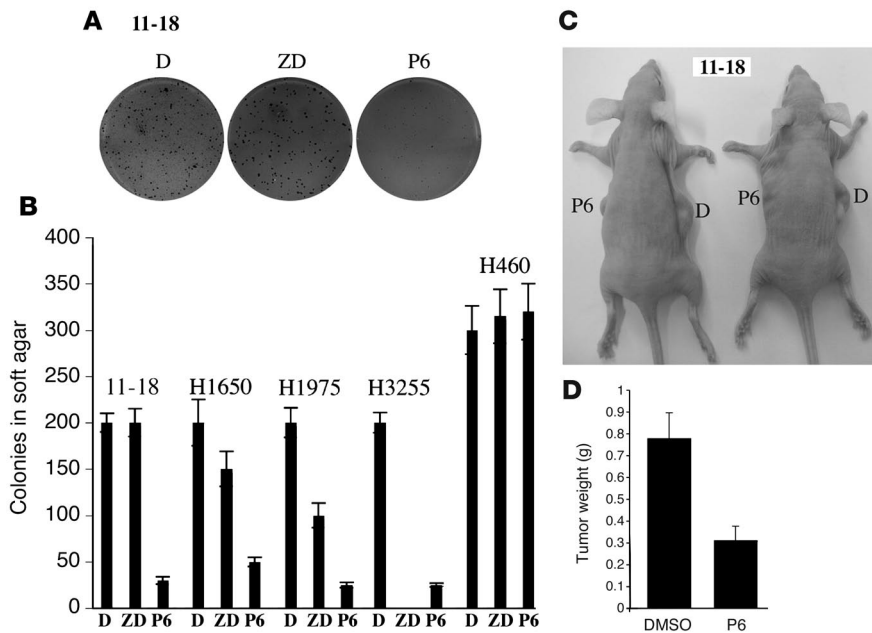 A 11-18
D ZD P6
B
Colonies in soft agar
400
350
300
250
200
150
100
50
0
11-18 H1650 H1975 H3255 H460
D ZD P6 D ZD P6 D ZD P6 D ZD P6 D ZD P6
C
11-18
P6 D P6 D
D
Tumor weight (g)
1
0.9
0.8
0.7
0.6
0.5
0.4
0.3
0.2
0.1
0
DMSO P6